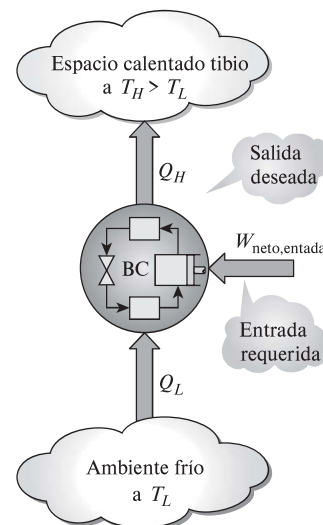 Espacio calentado tibio
a T_H > T_L
Q_H
Salida
deseada
BC
W_neto,entada
Entrada
requerida
Q_L
Ambiente frío
a T_L